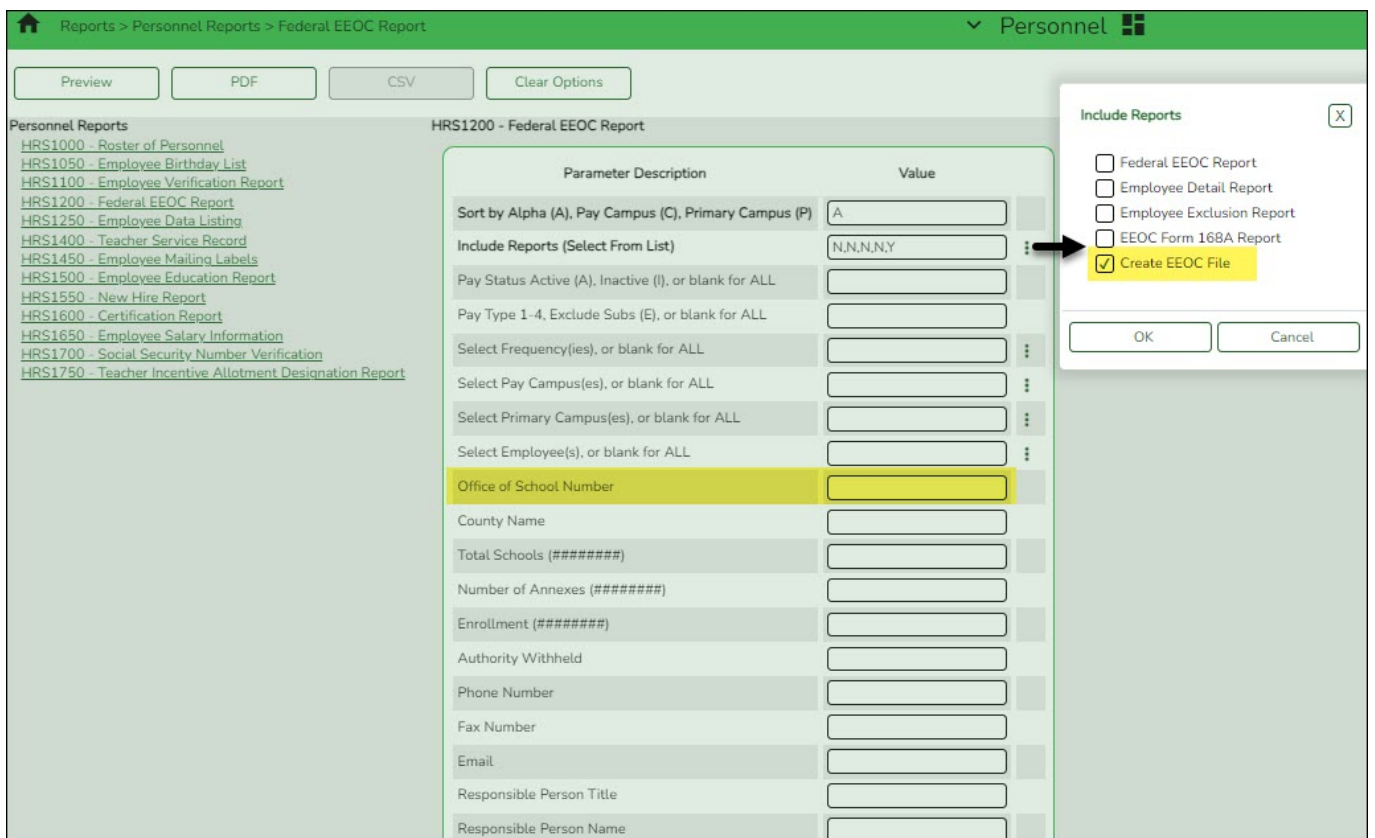 Reports > Personnel Reports > Federal EEOC Report
Personnel
Preview
PDF
CSV
Clear Options
Personnel Reports
HRS1000 - Roster of Personnel
HRS1050 - Employee Birthday List
HRS1100 - Employee Verification Report
HRS1200 - Federal EEOC Report
HRS1250 - Employee Data Listing
HRS1400 - Teacher Service Record
HRS1450 - Employee Mailing Labels
HRS1500 - Employee Education Report
HRS1550 - New Hire Report
HRS1600 - Certification Report
HRS1650 - Employee Salary Information
HRS1700 - Social Security Number Verification
HRS1750 - Teacher Incentive Allotment Designation Report
HRS1200 - Federal EEOC Report
Parameter Description Value
Sort by Alpha (A), Pay Campus (C), Primary Campus (P) A
Include Reports (Select From List) N,N,N,N,Y
Pay Status Active (A), Inactive (I), or blank for ALL
Pay Type 1-4, Exclude Subs (E), or blank for ALL
Select Frequency(ies), or blank for ALL
Select Pay Campus(es), or blank for ALL
Select Primary Campus(es), or blank for ALL
Select Employee(s), or blank for ALL
Office of School Number
County Name
Total Schools (########)
Number of Annexes (########)
Enrollment (########)
Authority Withheld
Phone Number
Fax Number
Email
Responsible Person Title
Responsible Person Name
Include Reports
X
Federal EEOC Report
Employee Detail Report
Employee Exclusion Report
EEOC Form 168A Report
Create EEOC File
OK
Cancel